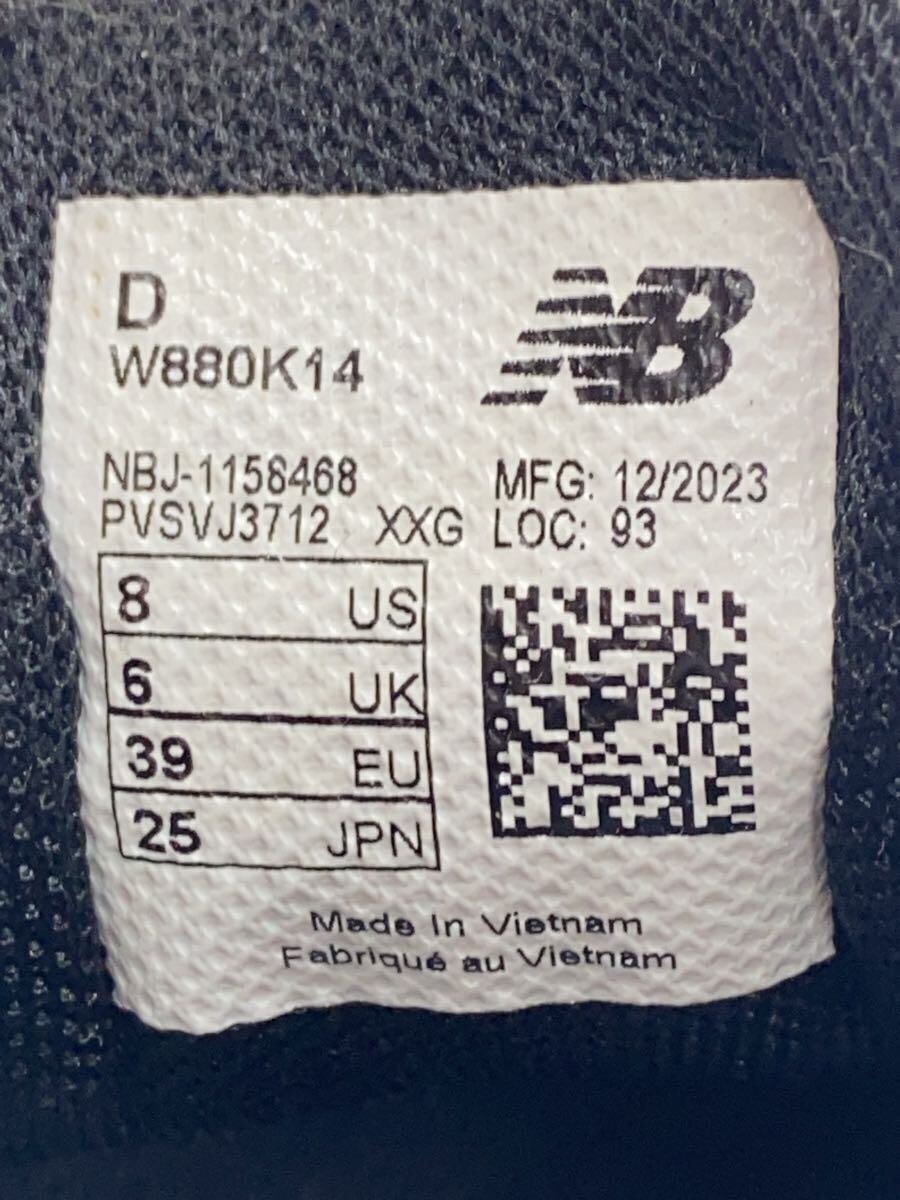 D
NB
W880K14
NBJ-1156468
MFG: 12/2023
PVSVJ3712 XXG
LOC: 93
8 US
6 UK
39 EU
25 JPN
Made In Vietnam
Fabriqué au Vietnam